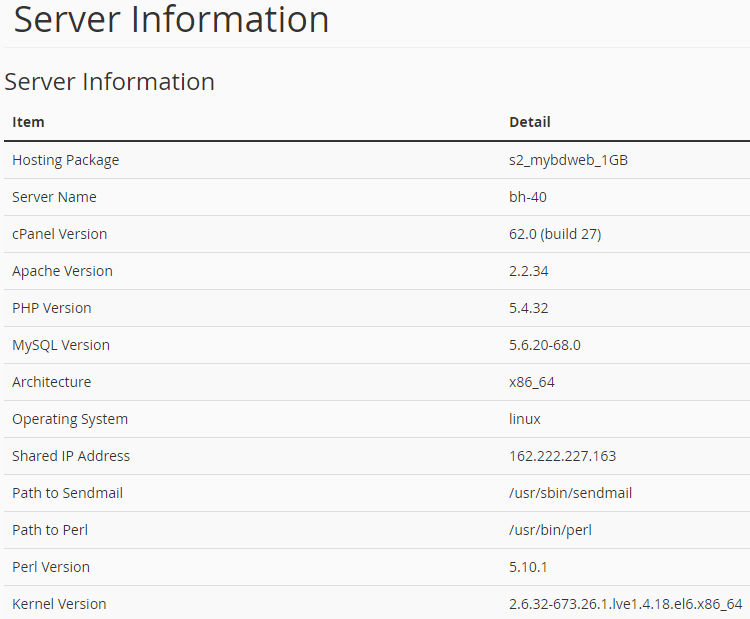 Server Information
Server Information
Item Detail
Hosting Package s2_mybdweb_1GB
Server Name bh-40
cPanel Version 62.0 (build 27)
Apache Version 2.2.34
PHP Version 5.4.32
MySQL Version 5.6.20-68.0
Architecture x86_64
Operating System linux
Shared IP Address 162.222.227.163
Path to Sendmail /usr/sbin/sendmail
Path to Perl /usr/bin/perl
Perl Version 5.10.1
Kernel Version 2.6.32-673.26.1.lve1.4.18.el6.x86_64